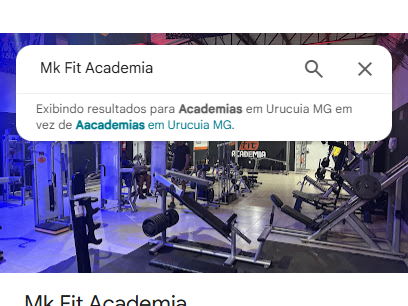 Mk Fit Academia
Exibindo resultados para Academias em Urucuia MG em
vez de Aacademias em Urucuia MG.
ACADEMIA
Mk Fit Academia